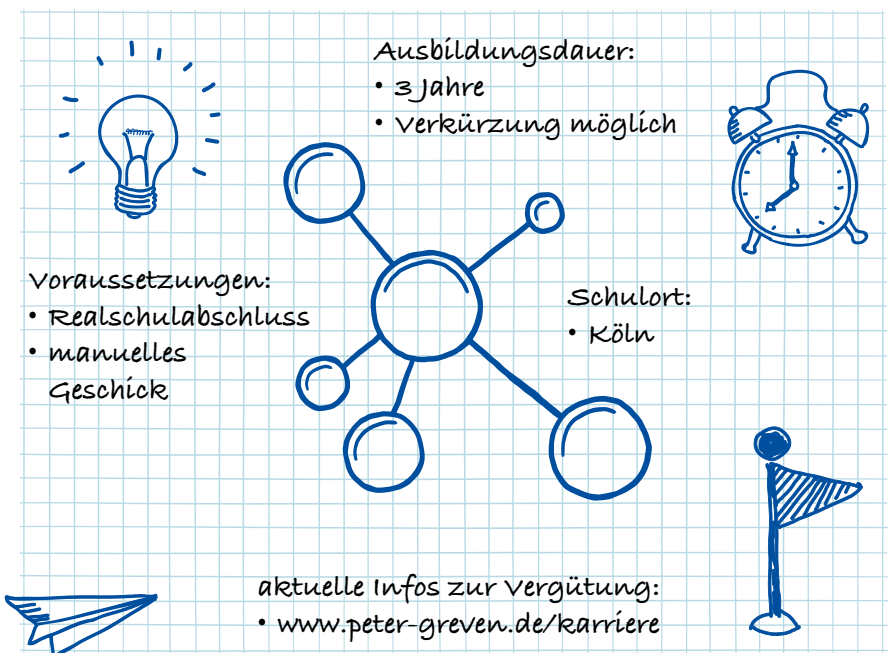 Ausbildungsdauer:
• 3 Jahre
• Verkürzung möglich
Voraussetzungen:
• Realschulabschluss
• manuelles
Geschick
Schulort:
• Köln
aktuelle Infos zur Vergütung:
• www.peter-greven.de/karriere